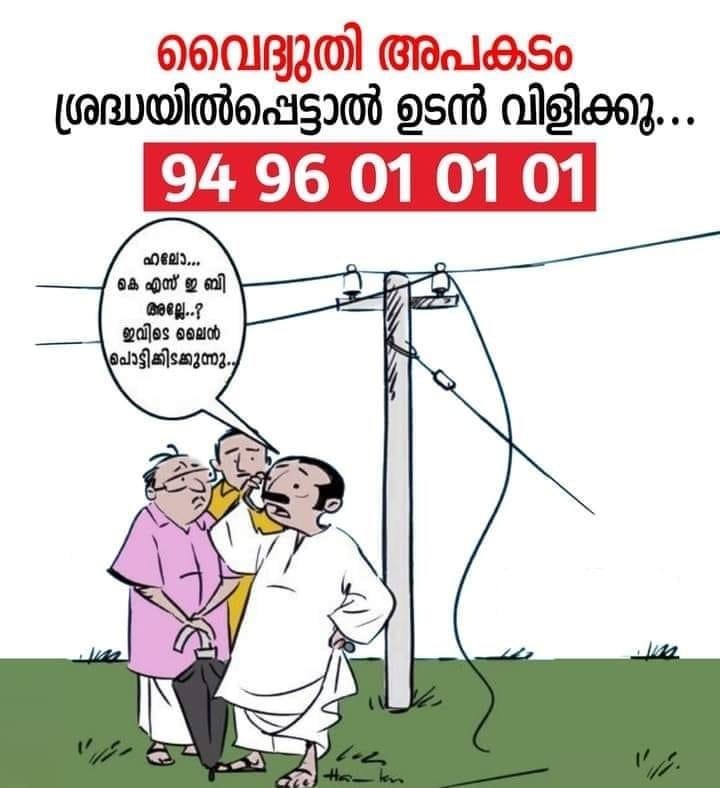 വൈദ്യുതി അപകടം
ശ്രദ്ധയിൽപ്പെട്ടാൽ ഉടൻ വിളിക്കൂ...
94 96 01 01 01
ഹലോ...
കെ എസ് ഇ ബി
അല്ലേ..?
ഇവിടെ ലൈൻ
പൊട്ടിക്കിടക്കുന്നു..